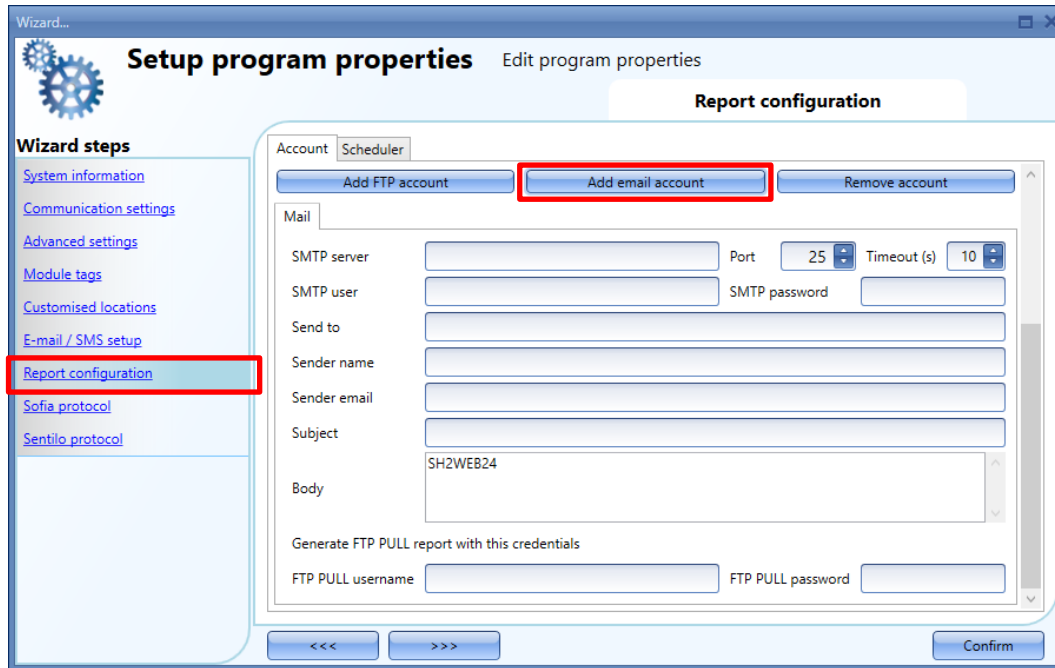 Wizard...
Setup program properties Edit program properties
Report configuration
Wizard steps
System information
Communication settings
Advanced settings
Module tags
Customised locations
E-mail / SMS setup
Report configuration
Sofia protocol
Sentilo protocol
Account Scheduler
Add FTP account Add email account Remove account
Mail
SMTP server Port 25 Timeout (s) 10
SMTP user SMTP password
Send to
Sender name
Sender email
Subject
SH2WEB24
Body
Generate FTP PULL report with this credentials
FTP PULL username FTP PULL password
<<< >>> Confirm